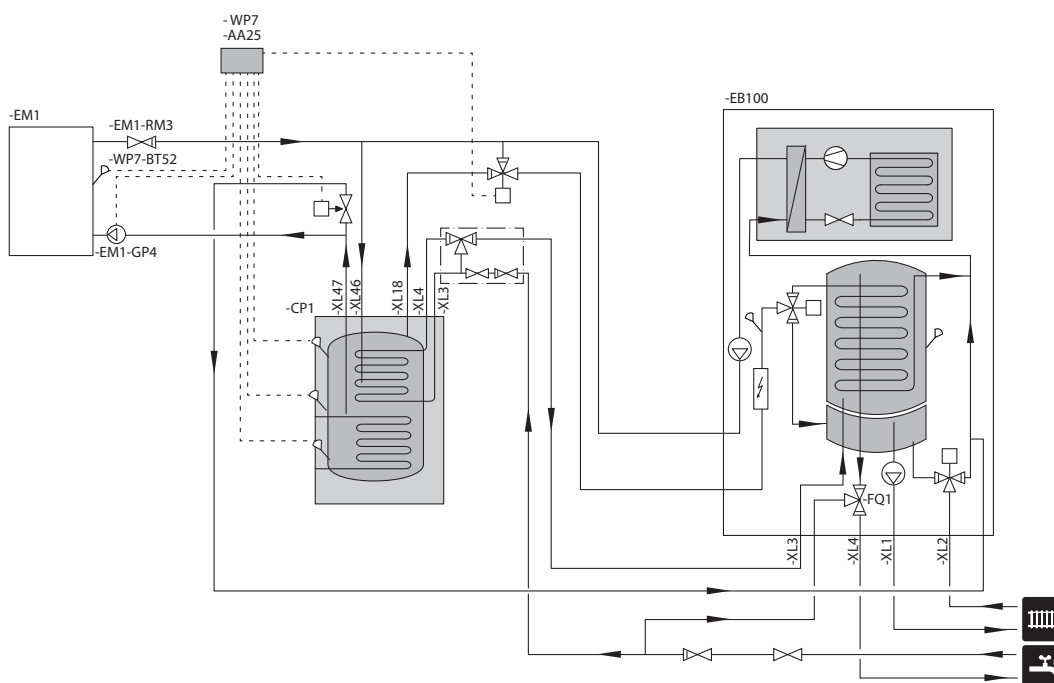 - WP7
-AA25
-EB100
-EM1
-EM1-RM3
-WP7-BT52
-EM1-GP4
-XL47
-XL46
-XL18
-XL4
-XL3
-CP1
-FQ1
-XL3
-XL4
-XL1
-XL2